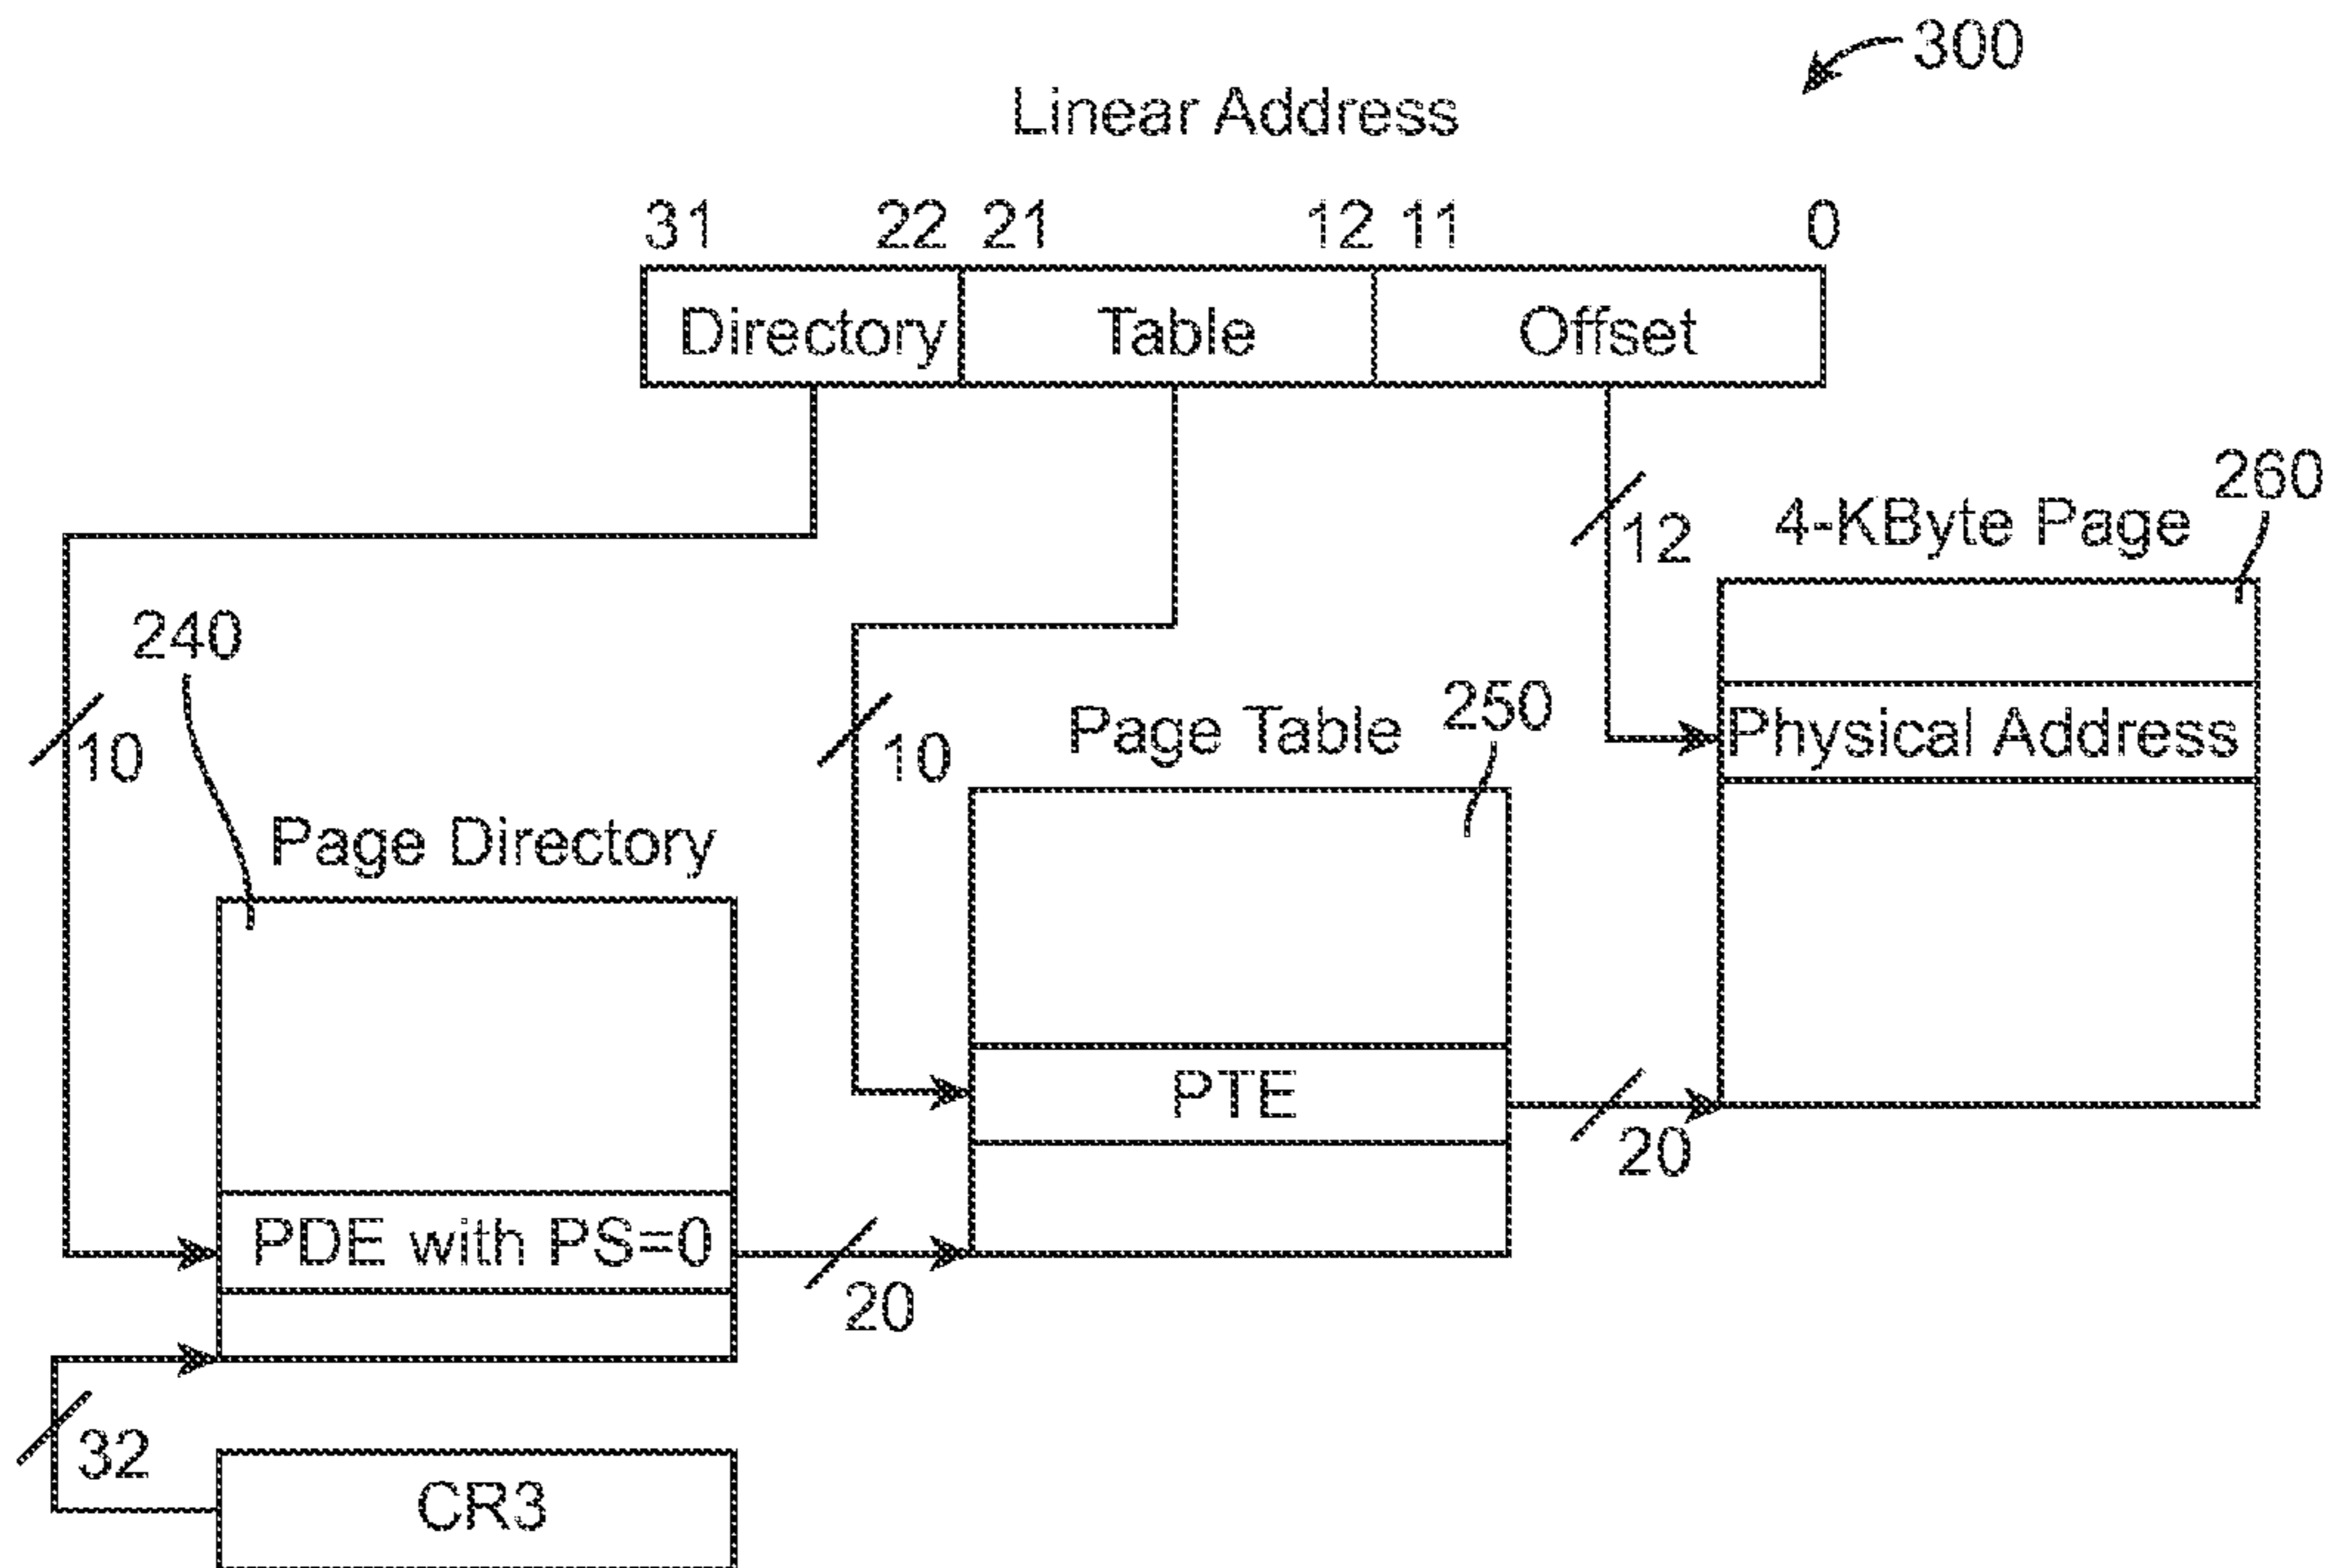 300
Linear Address
31 22 21 12 11 0
Directory Table Offset
260
12
4-KByte Page
240
250
10
10
Page Table
Physical Address
Page Directory
PTE
20
PDE with PS=0
20
32
CR3